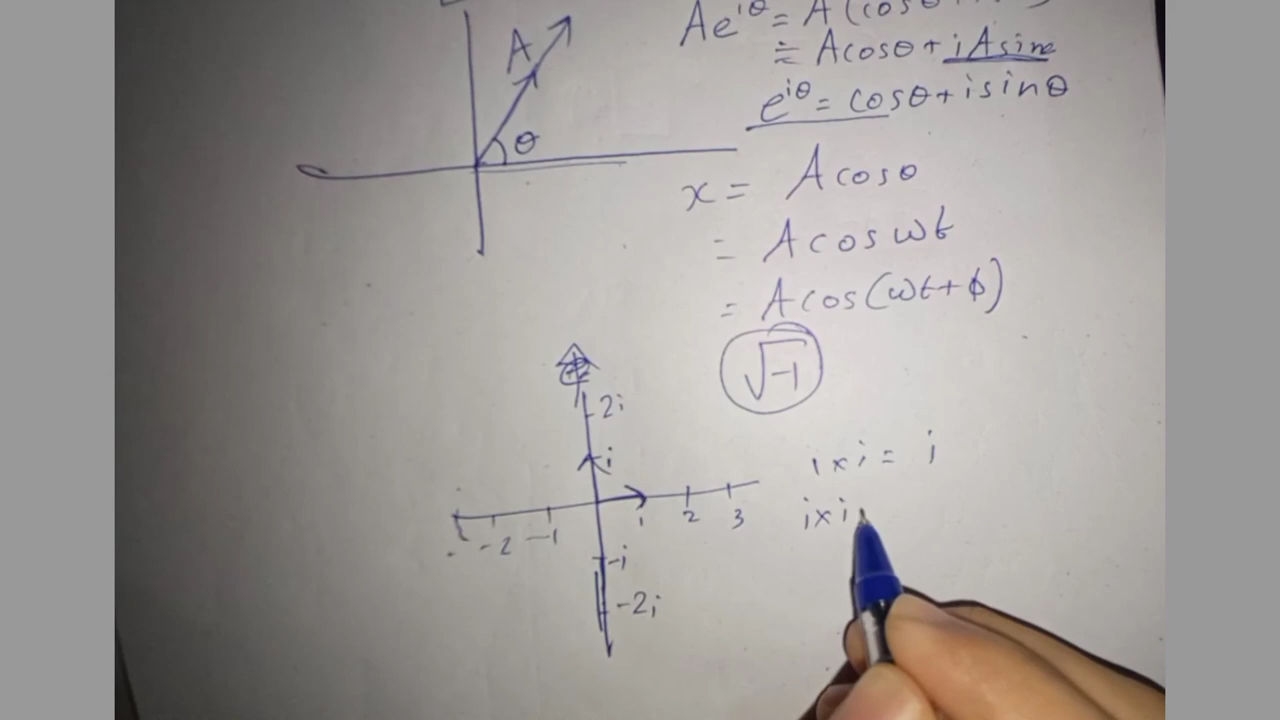 A
θ
Ae^iθ = A(cosθ
= Acosθ + iAsin
e^iθ = cosθ + isinθ
x = Acosθ
= Acosωt
= Acos(ωt+ϕ)
√-1
2i
i
-2 -1 1 2 3
-i
-2i
1×i = i
i×i